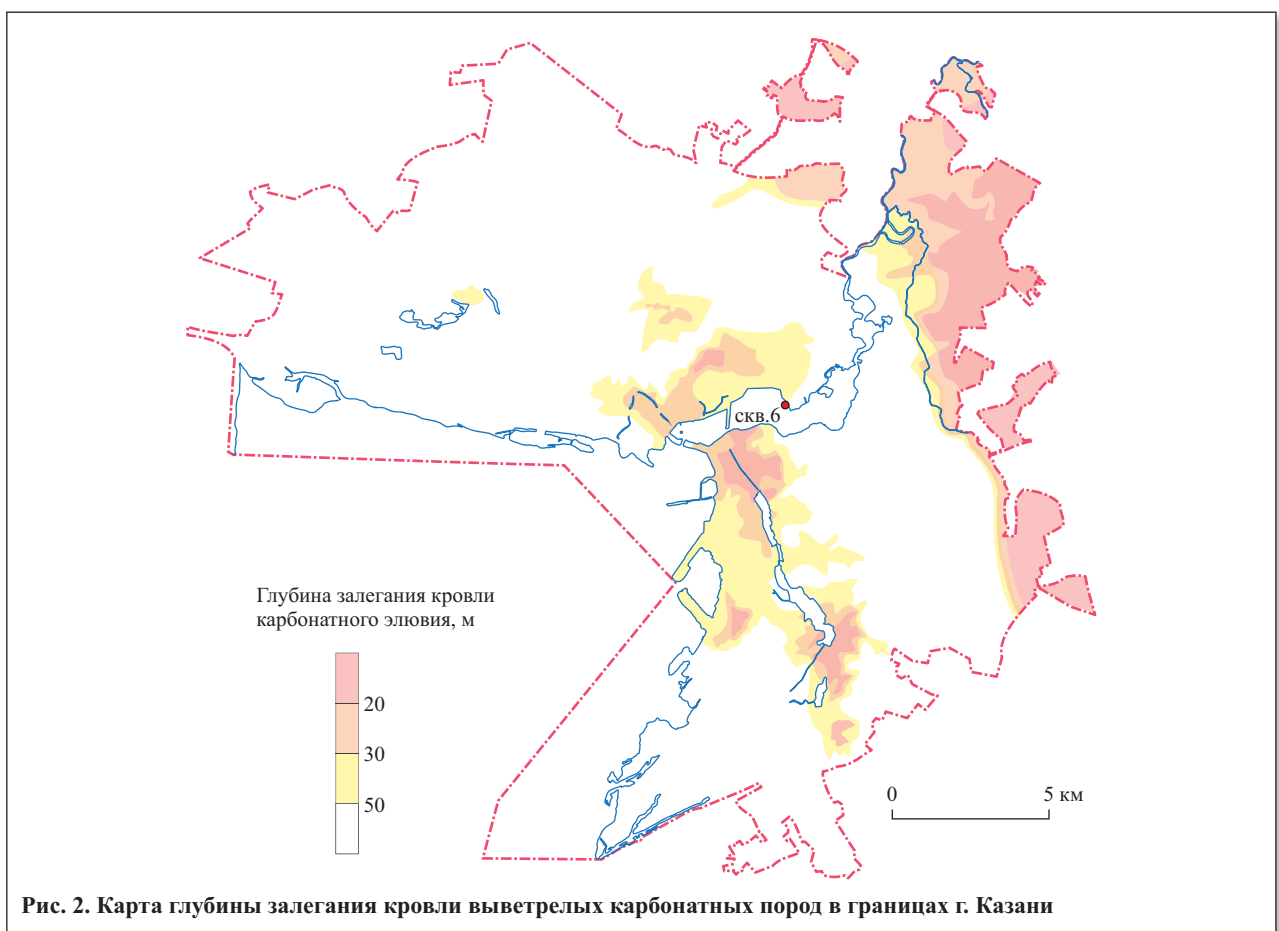 скв.6
Глубина залегания кровли
карбонатного элювия, м
20
30
50
0 5 км
Рис. 2. Карта глубины залегания кровли выветрелых карбонатных пород в границах г. Казани